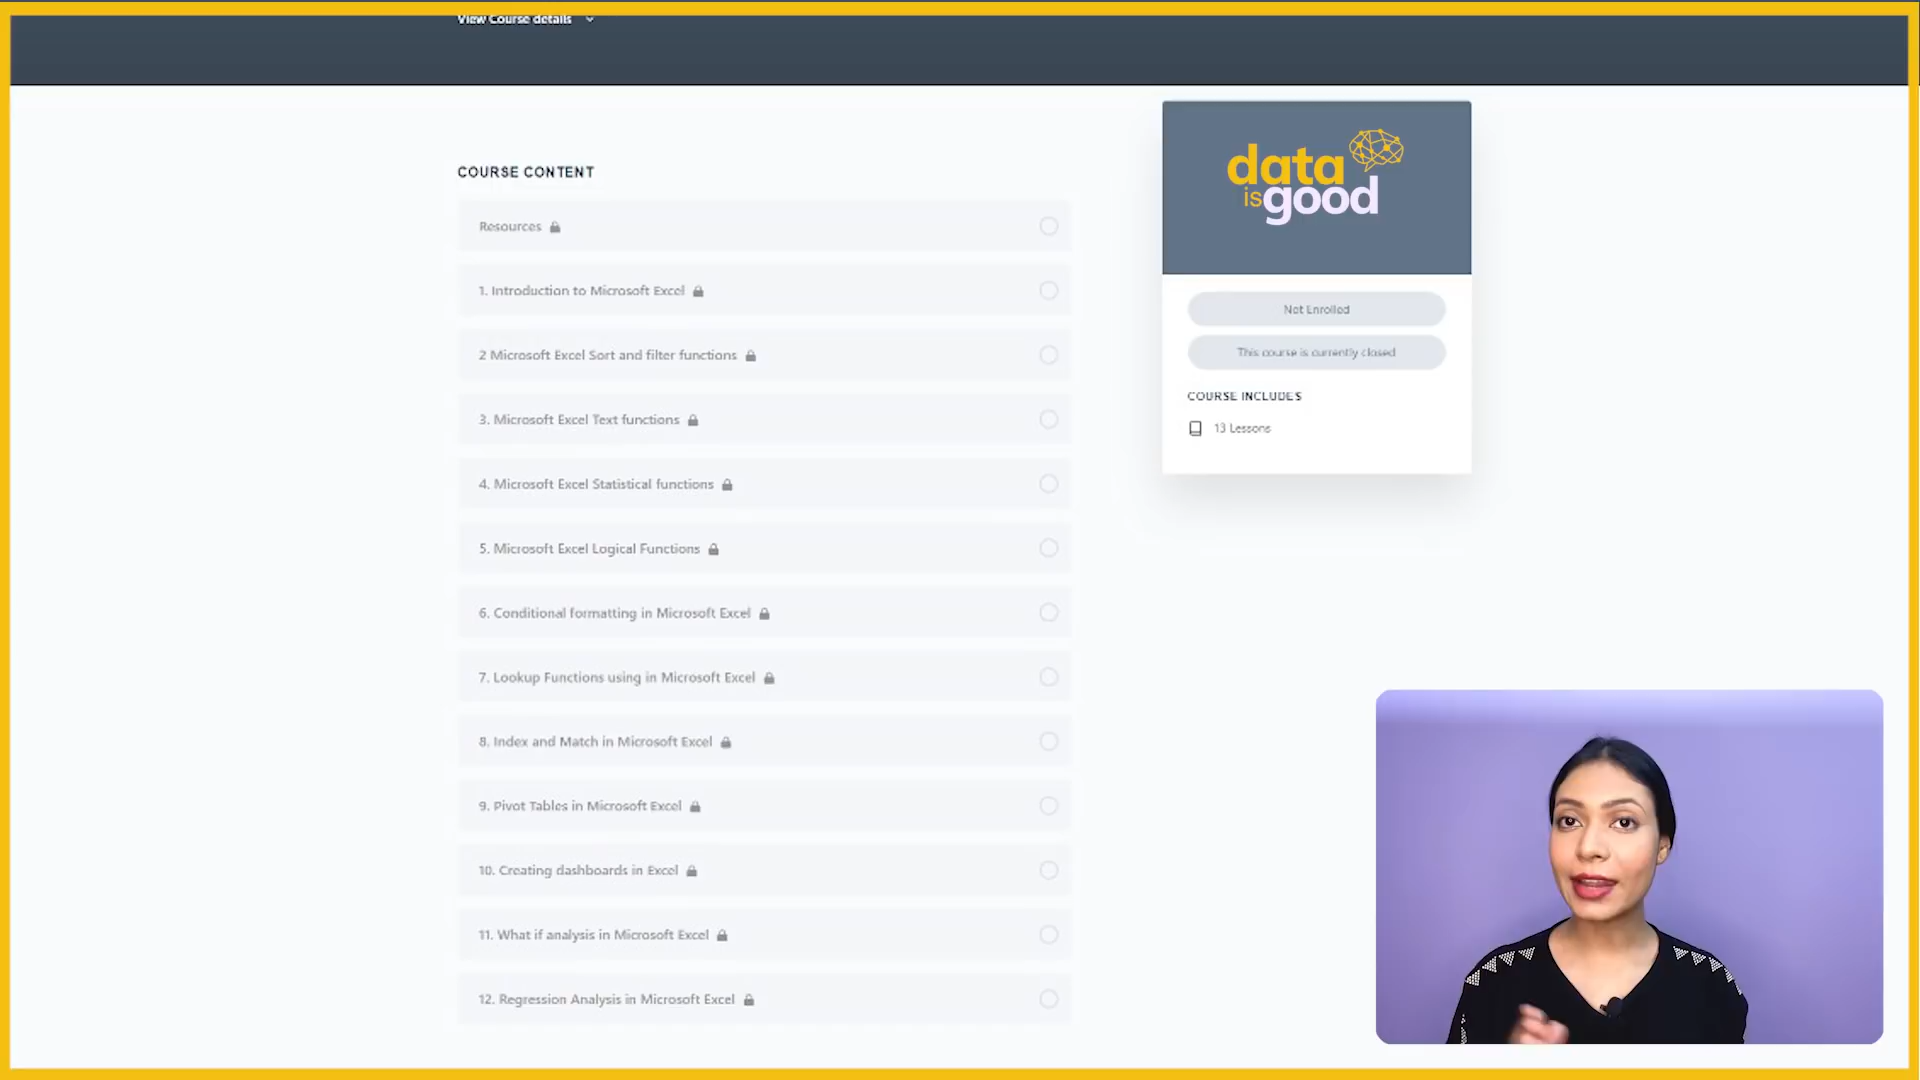 View Course details
COURSE CONTENT
Resources
1. Introduction to Microsoft Excel
2 Microsoft Excel Sort and filter functions
3. Microsoft Excel Text functions
4. Microsoft Excel Statistical functions
5. Microsoft Excel Logical Functions
6. Conditional formatting in Microsoft Excel
7. Lookup Functions using in Microsoft Excel
8. Index and Match in Microsoft Excel
9. Pivot Tables in Microsoft Excel
10. Creating dashboards in Excel
11. What if analysis in Microsoft Excel
12. Regression Analysis in Microsoft Excel
data
is good
Not Enrolled
This course is currently closed
COURSE INCLUDES
13 Lessons